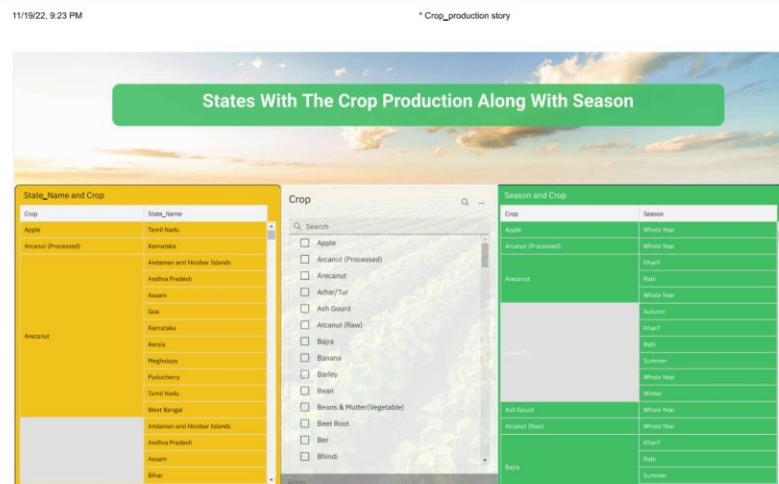 11/19/22, 9:23 PM
* Crop_production story
States With The Crop Production Along With Season
State_Name and Crop
Crop State_Name
Apple Tamil Nadu
Arcanut (Processed) Karnataka
Andaman and Nicobar Islands
Andhra Pradesh
Assam
Goa
Karnataka
Arecanut
Kerala
Meghalaya
Puducherry
Tamil Nadu
West Bengal
Andaman and Nicobar Islands
Andhra Pradesh
Assam
Bihar
Crop
...
Search
Apple
Arcanut (Processed)
Arecanut
Arhar/Tur
Ash Gourd
Atcanut (Raw)
Bajra
Banana
Barley
Bean
Beans & Mutter(Vegetable)
Beet Root
Ber
Bhindi
Season and Crop
Crop Season
Apple Whole Year
Arcanut (Processed) Whole Year
Kharif
Arecanut Rabi
Whole Year
Autumn
Kharif
Rabi
Summer
Whole Year
Winter
Ash Gourd Whole Year
Atcanut (Raw) Whole Year
Kharif
Rabi
Bajra
Summer